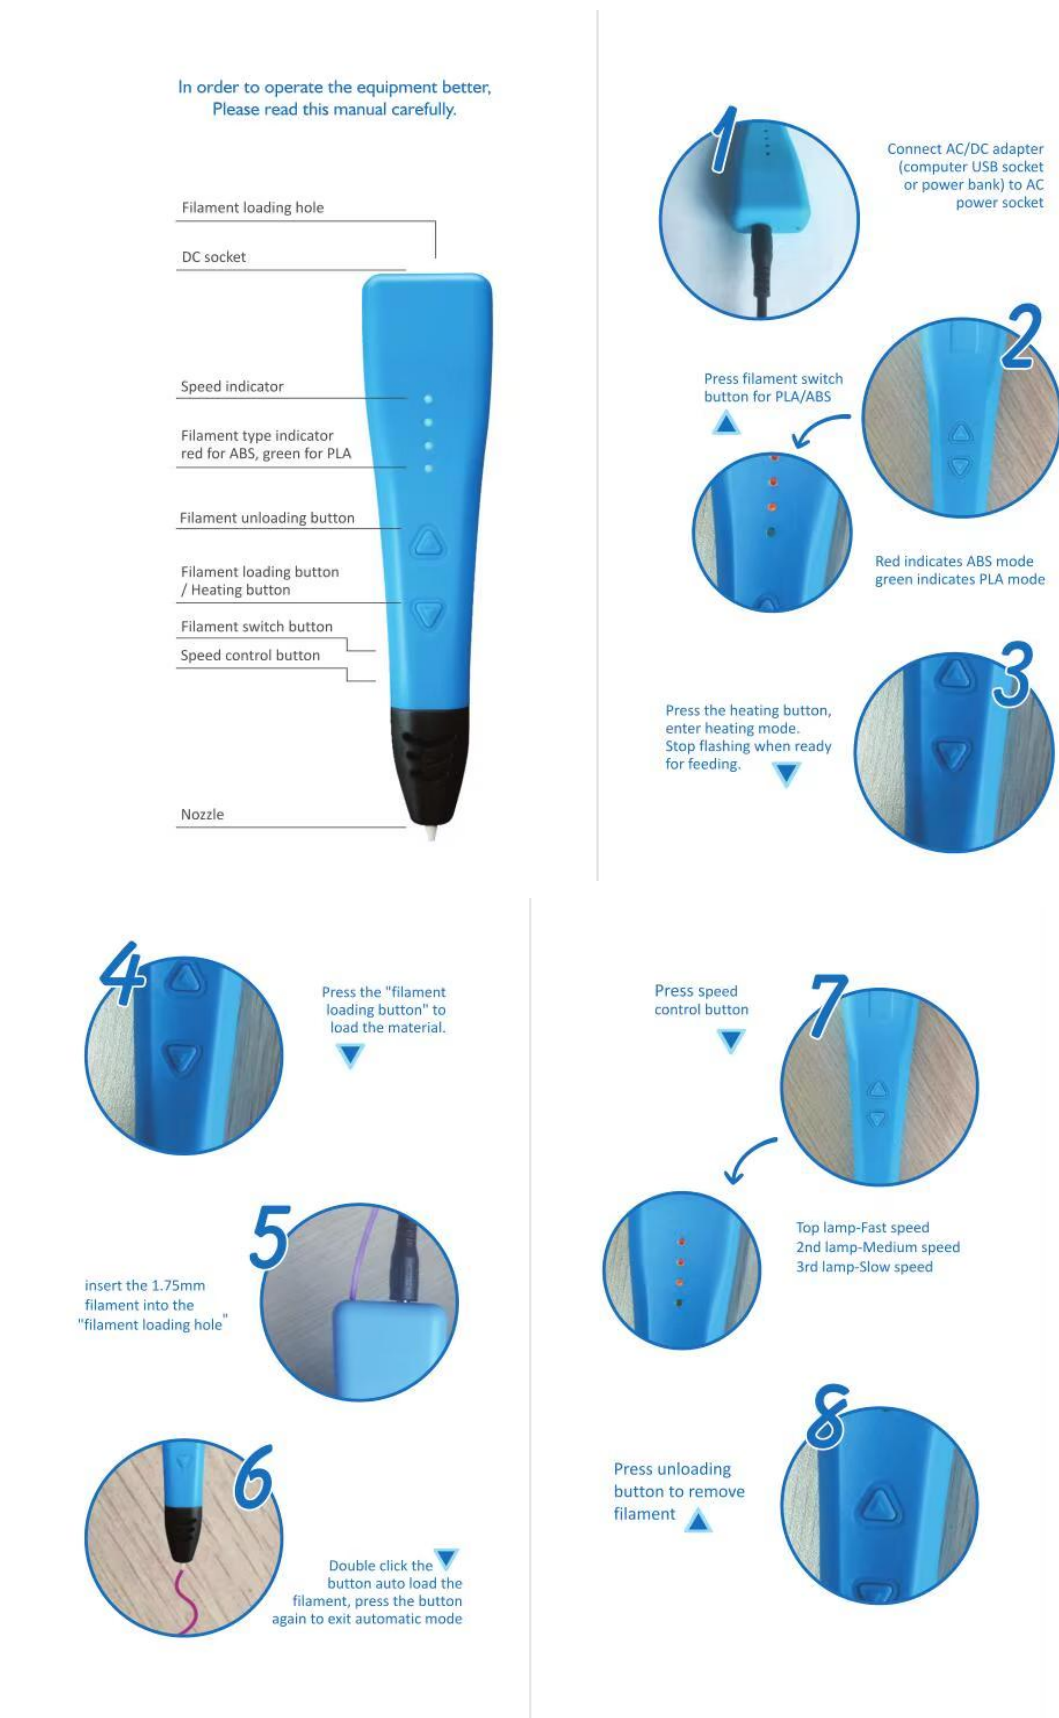 In order to operate the equipment better,
Please read this manual carefully.
Filament loading hole
DC socket
Speed indicator
Filament type indicator
red for ABS, green for PLA
Filament unloading button
Filament loading button
/ Heating button
Filament switch button
Speed control button
Nozzle
1
Connect AC/DC adapter
(computer USB socket
or power bank) to AC
power socket
2
Press filament switch
button for PLA/ABS
Red indicates ABS mode
green indicates PLA mode
3
Press the heating button,
enter heating mode.
Stop flashing when ready
for feeding.
4
Press the "filament
loading button" to
load the material.
5
insert the 1.75mm
filament into the
"filament loading hole"
6
Double click the
button auto load the
filament, press the button
again to exit automatic mode
7
Press speed
control button
Top lamp-Fast speed
2nd lamp-Medium speed
3rd lamp-Slow speed
8
Press unloading
button to remove
filament